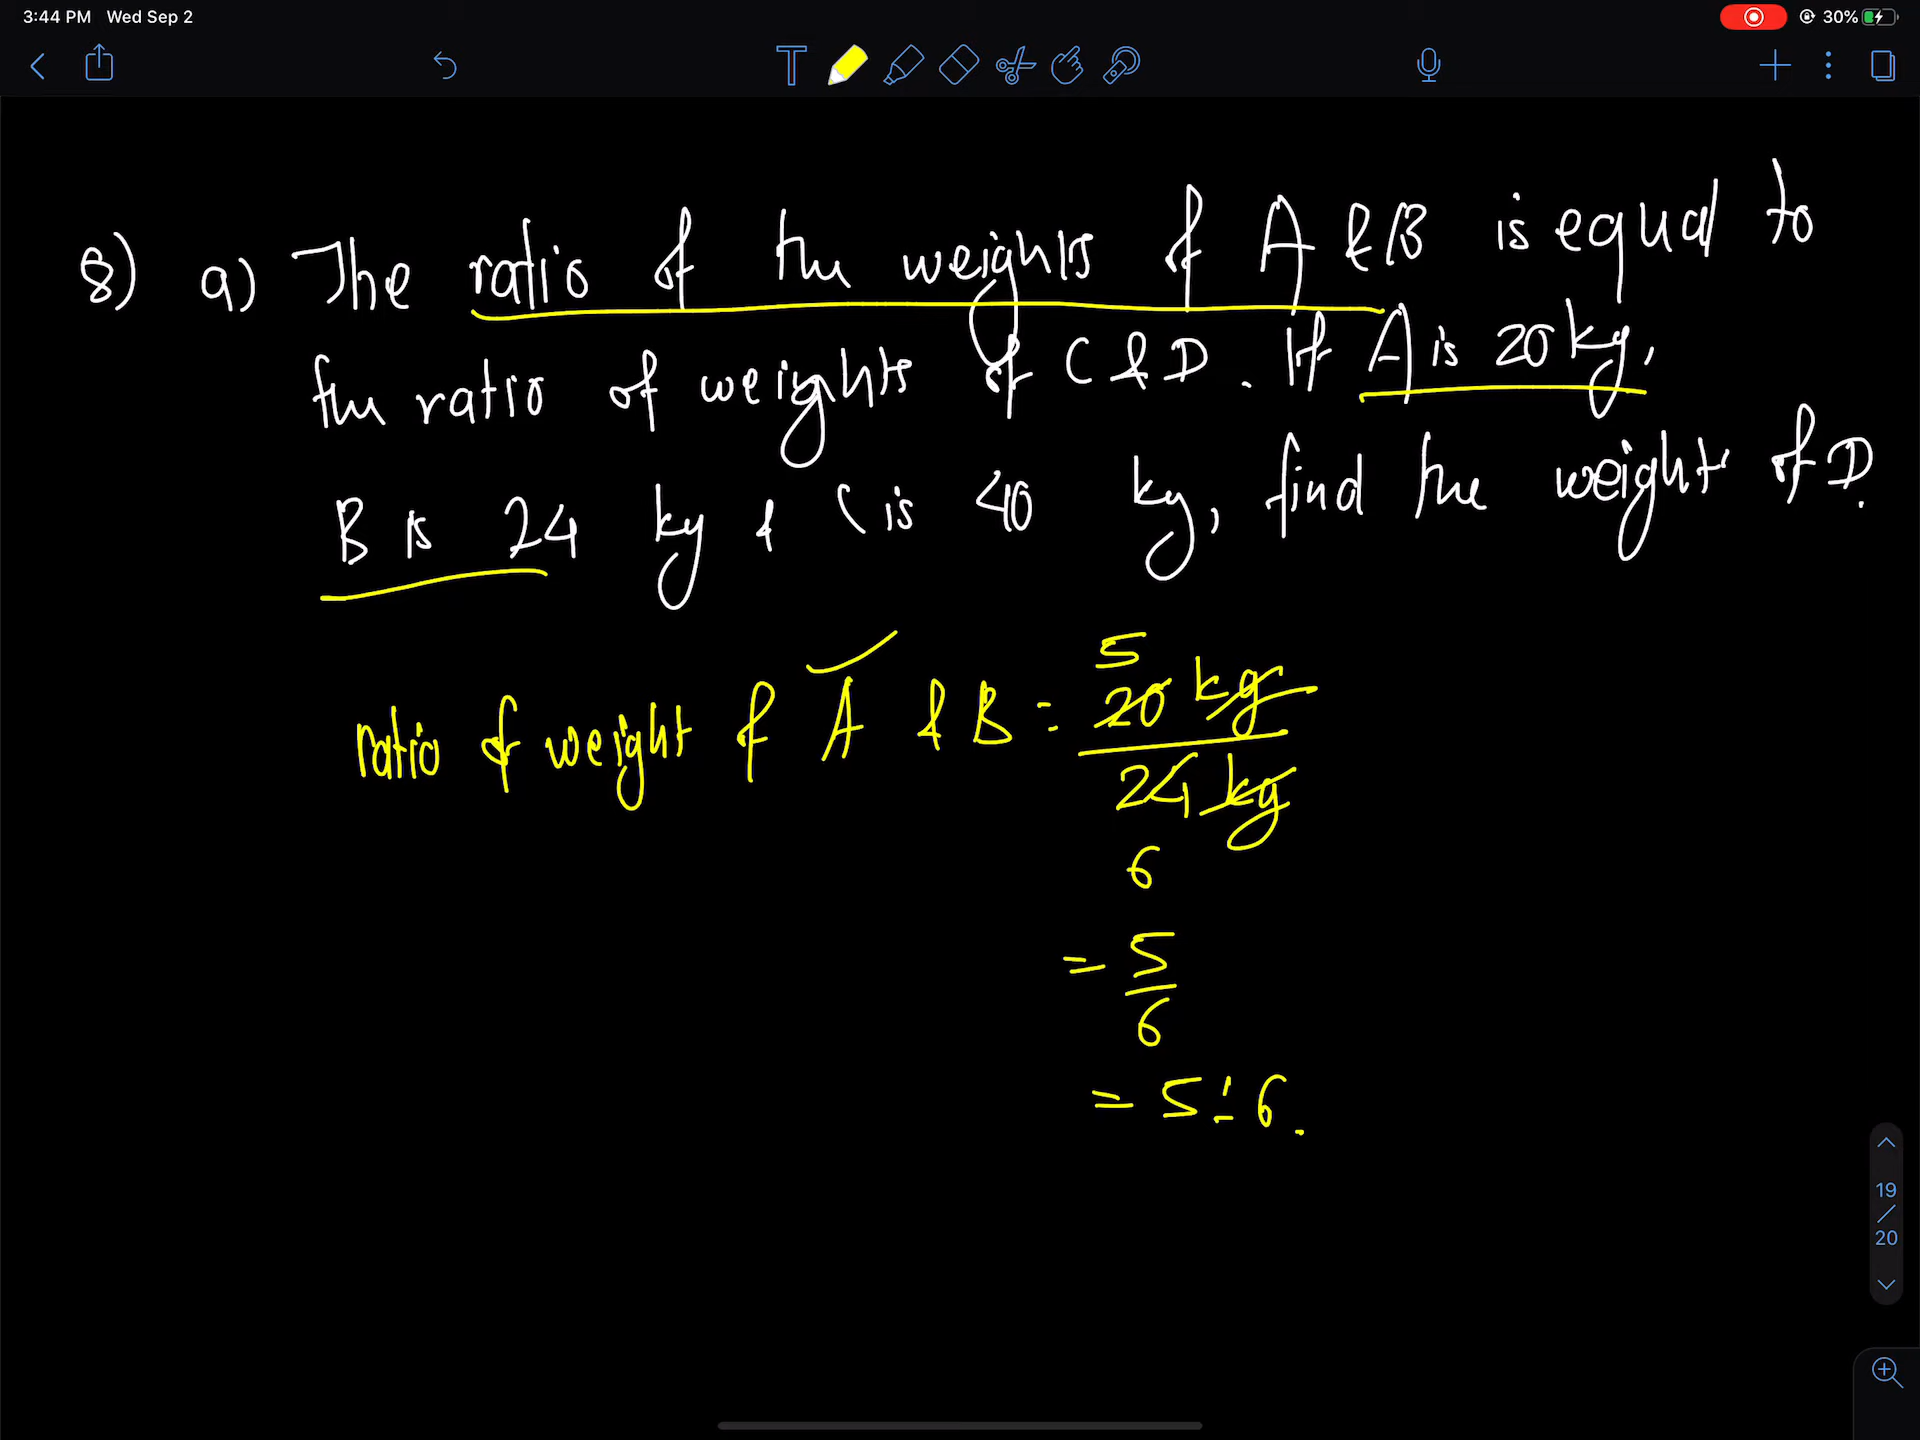 3:44 PM Wed Sep 2
30%
8) a) The ratio of the weights of A & B is equal to
the ratio of weights of C & D. If A is 20 kg,
B is 24 kg & C is 40 kg, find the weight of D.
ratio of weight of A & B = 20 kg / 24 kg
5
6
= 5/6
= 5:6.
19
/
20